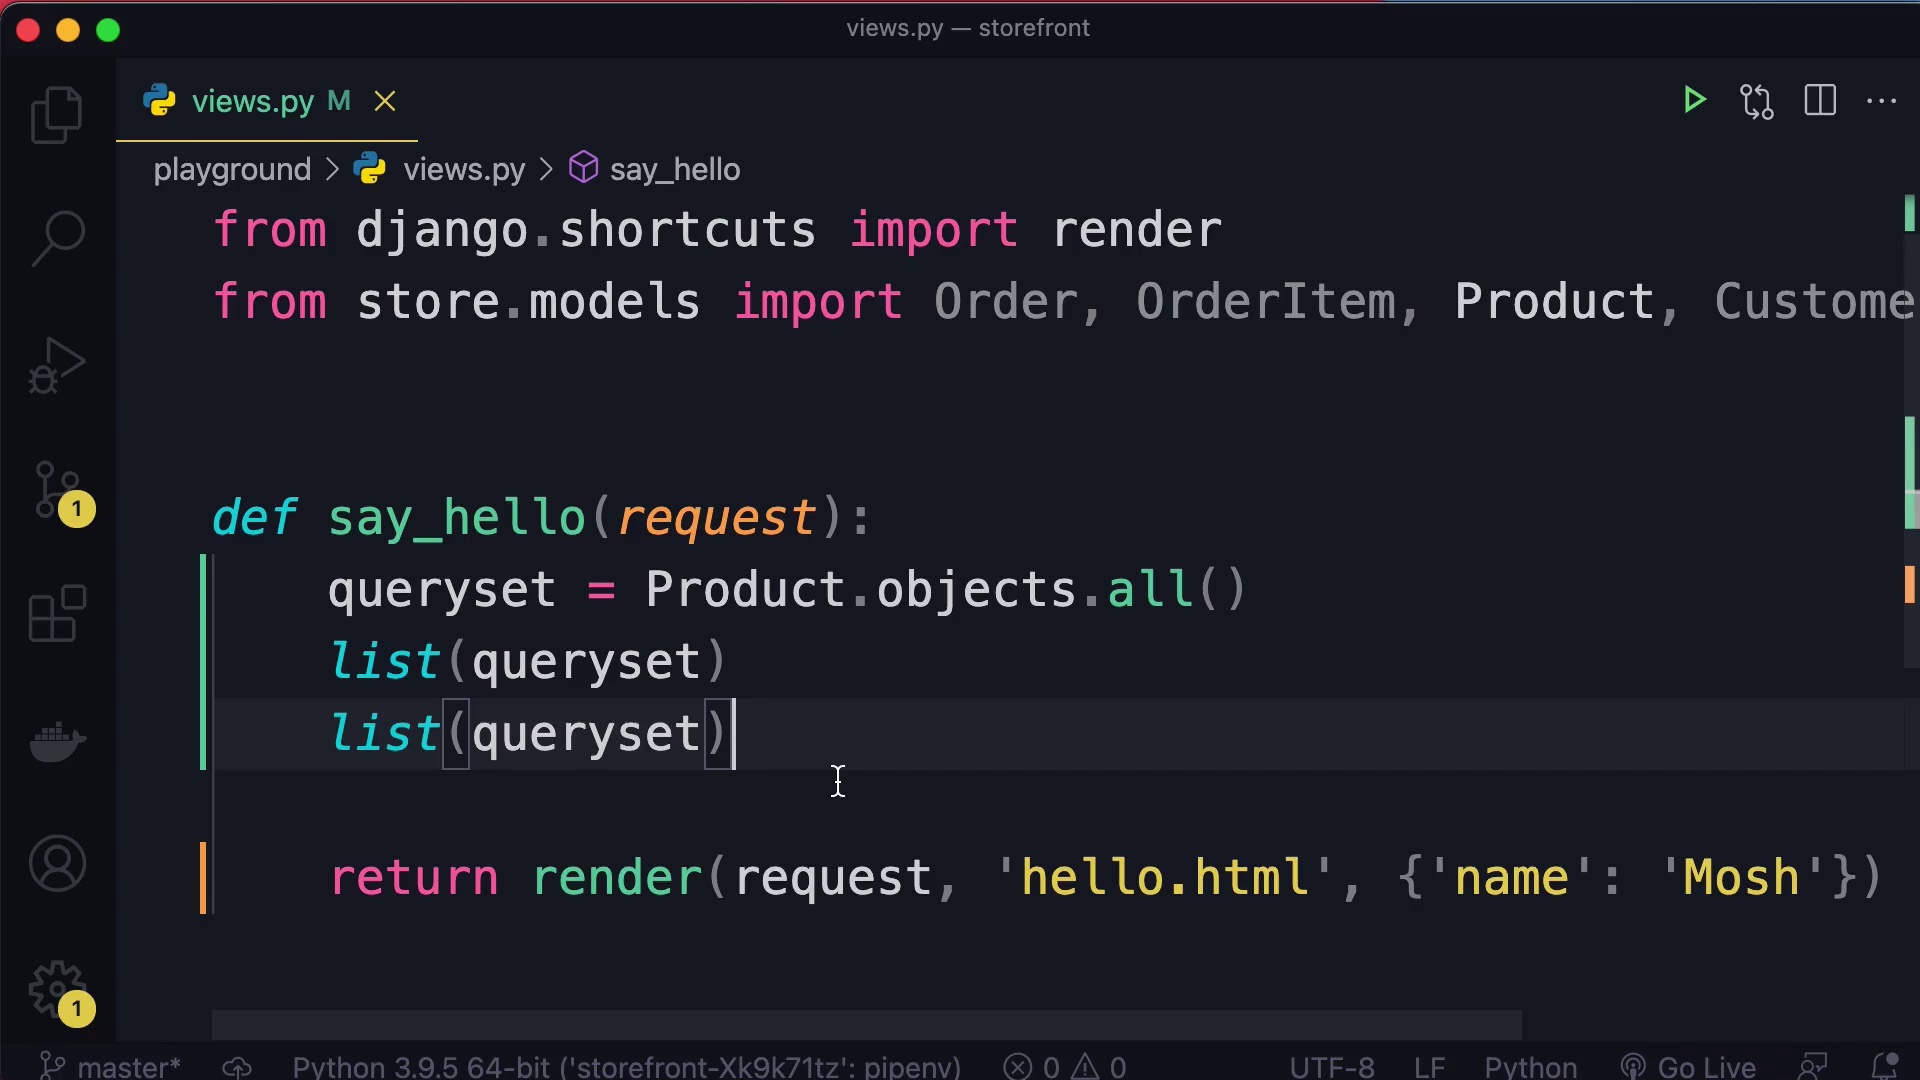 views.py — storefront
views.py M
playground > views.py > say_hello
from django.shortcuts import render
from store.models import Order, OrderItem, Product, Custome
def say_hello(request):
    queryset = Product.objects.all()
    list(queryset)
    list(queryset)
    return render(request, 'hello.html', {'name': 'Mosh'})
1
1
master* Python 3.9.5 64-bit ('storefront-Xk9k71tz': pipenv) 0 0 UTF-8 LF Python Go Live